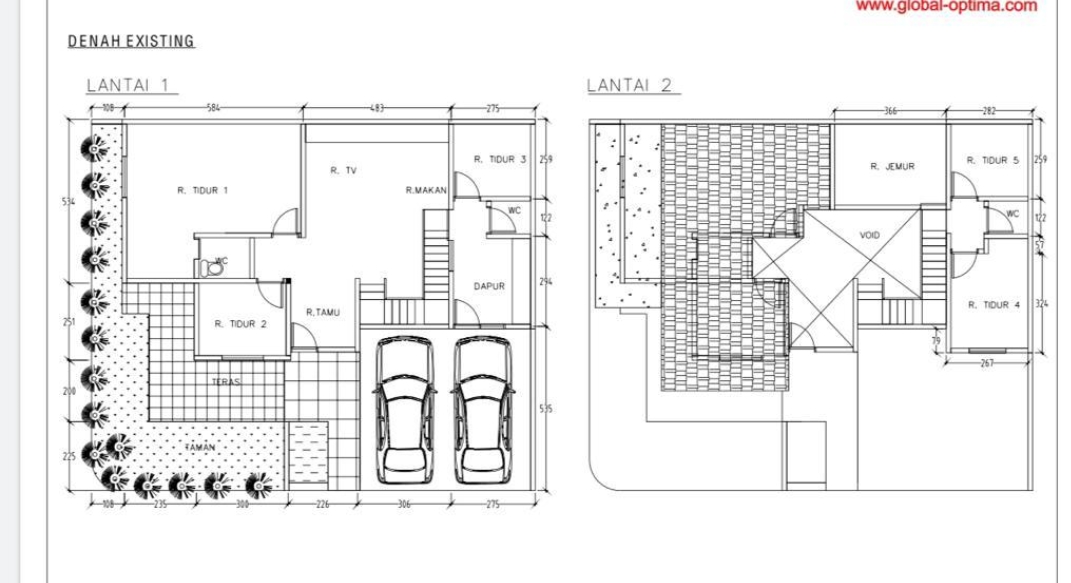 www.global-optima.com
DENAH EXISTING
LANTAI 1
108 584 483 275
534
251
200
225
R. TIDUR 1
R. TV
R.MAKAN
R. TIDUR 3
WC
WC
DAPUR
R. TIDUR 2
R.TAMU
TERAS
TAMAN
259
122
294
535
108 235 300 226 306 275
LANTAI 2
366 282
R. JEMUR
R. TIDUR 5
WC
VOID
R. TIDUR 4
259
122
57
324
79
267